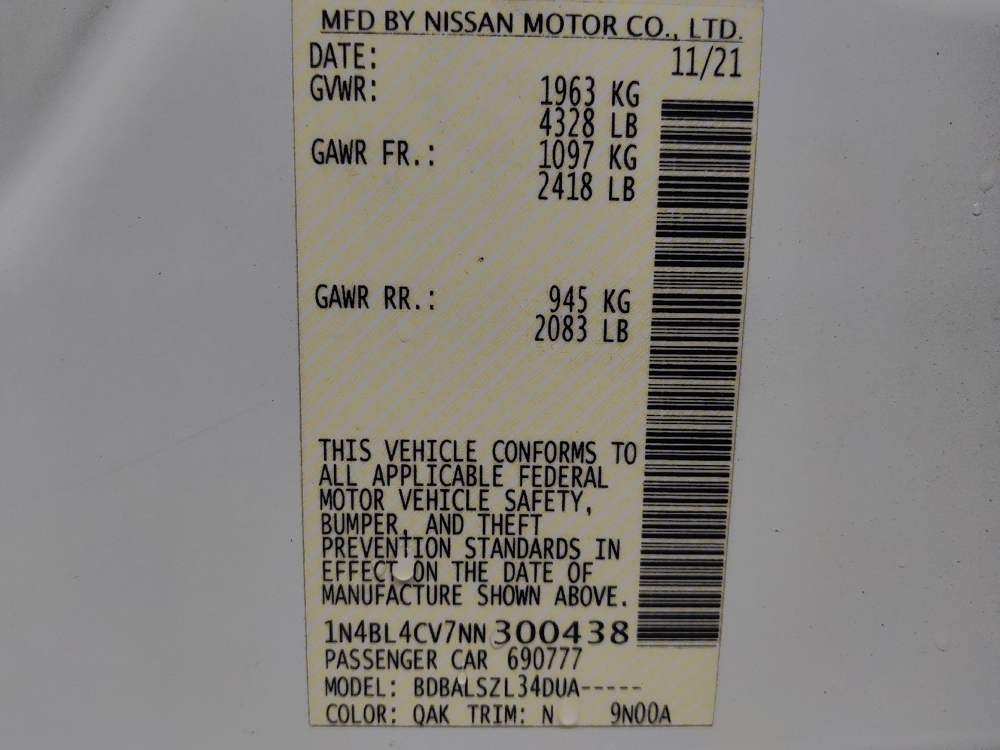 MFD BY NISSAN MOTOR CO., LTD.
DATE: 11/21
GVWR: 1963 KG
4328 LB
GAWR FR.: 1097 KG
2418 LB
GAWR RR.: 945 KG
2083 LB
THIS VEHICLE CONFORMS TO
ALL APPLICABLE FEDERAL
MOTOR VEHICLE SAFETY,
BUMPER, AND THEFT
PREVENTION STANDARDS IN
EFFECT ON THE DATE OF
MANUFACTURE SHOWN ABOVE.
1N4BL4CV7NN300438
PASSENGER CAR 690777
MODEL: BDBALSZL34DUA-----
COLOR: QAK TRIM: N 9N00A